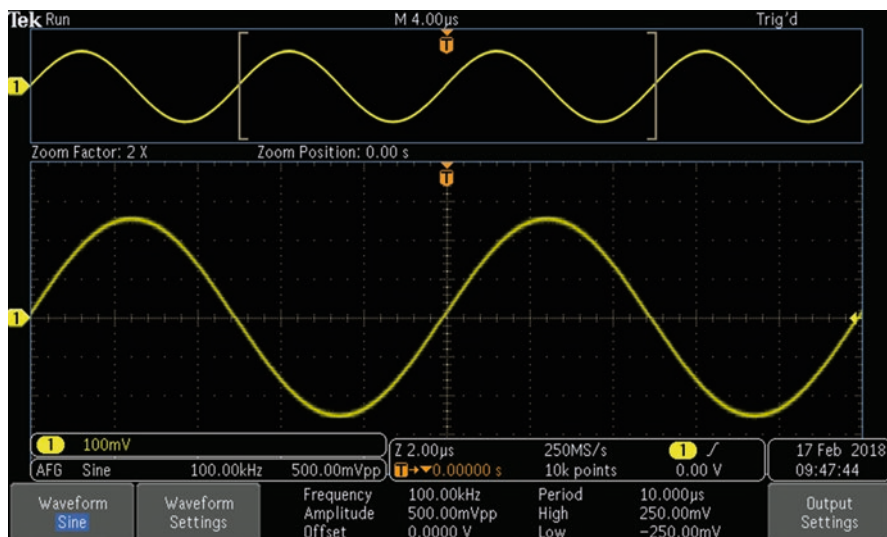 Tek Run M 4.00µs Trig'd
T
1
Zoom Factor: 2 X Zoom Position: 0.00 s
T
1
1 100mV
Z 2.00µs 250MS/s 1 10k points 0.00 V
AFG Sine 100.00kHz 500.00mVpp T→▼0.00000 s
17 Feb 2018
09:47:44
Waveform
Sine
Waveform
Settings
Frequency 100.00kHz Period 10.000µs
Amplitude 500.00mVpp High 250.00mV
Offset 0.0000 V Low -250.00mV
Output
Settings